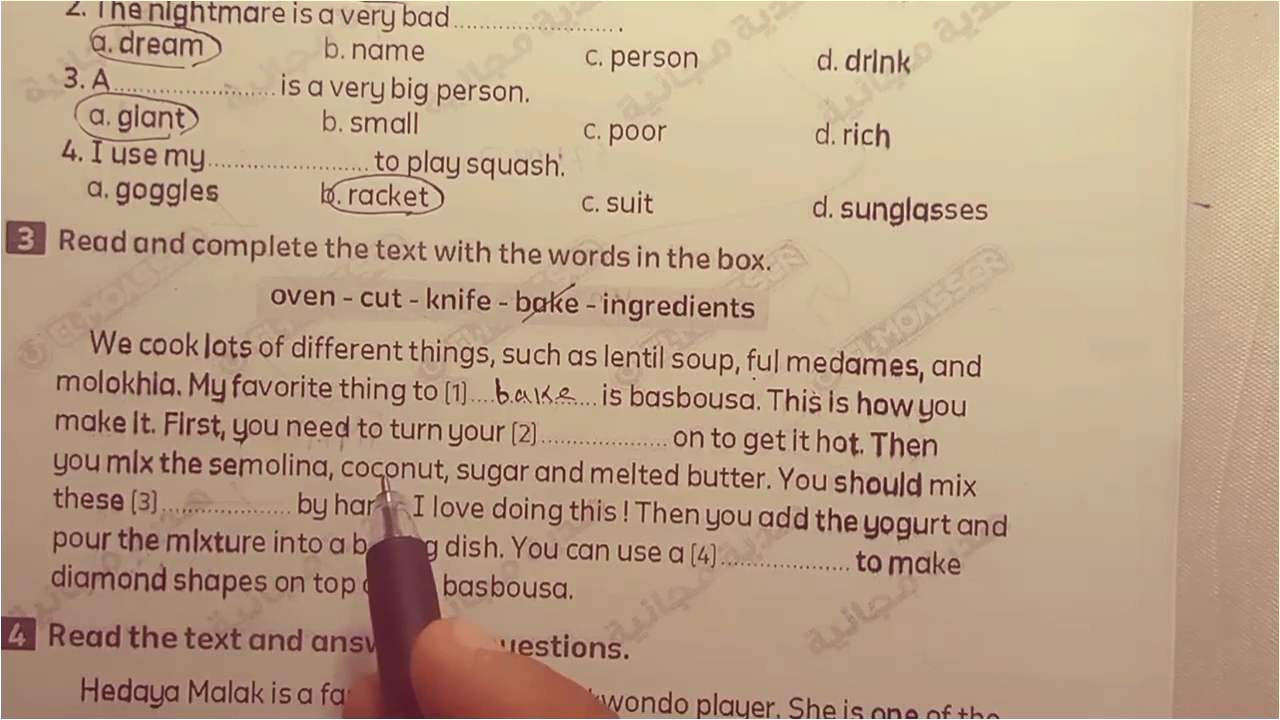 2. The nightmare is a very bad ........................ .
a. dream b. name c. person d. drink
3. A ........................ is a very big person.
a. giant b. small c. poor d. rich
4. I use my ........................ to play squash.
a. goggles b. racket c. suit d. sunglasses
3 Read and complete the text with the words in the box.
oven - cut - knife - bake - ingredients
We cook lots of different things, such as lentil soup, ful medames, and
molokhia. My favorite thing to (1) .... bake .... is basbousa. This is how you
make it. First, you need to turn your (2) .................... on to get it hot. Then
you mix the semolina, coconut, sugar and melted butter. You should mix
these (3) .................... by I love doing this ! Then you add the yogurt and
pour the mixture into a dish. You can use a (4) .................... to make
diamond shapes on top basbousa.
4 Read the text and questions.
Hedaya Malak is a player. She is one of the